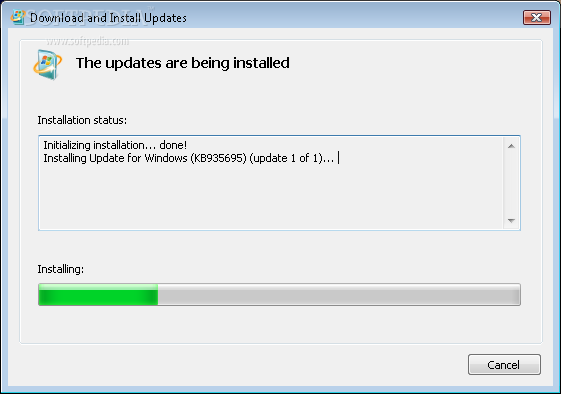 Download and Install Updates
SOFTPEDIA
www.softpedia.com
The updates are being installed
Installation status:
Initializing installation... done!
Installing Update for Windows (KB935695) (update 1 of 1)...
Installing:
Cancel